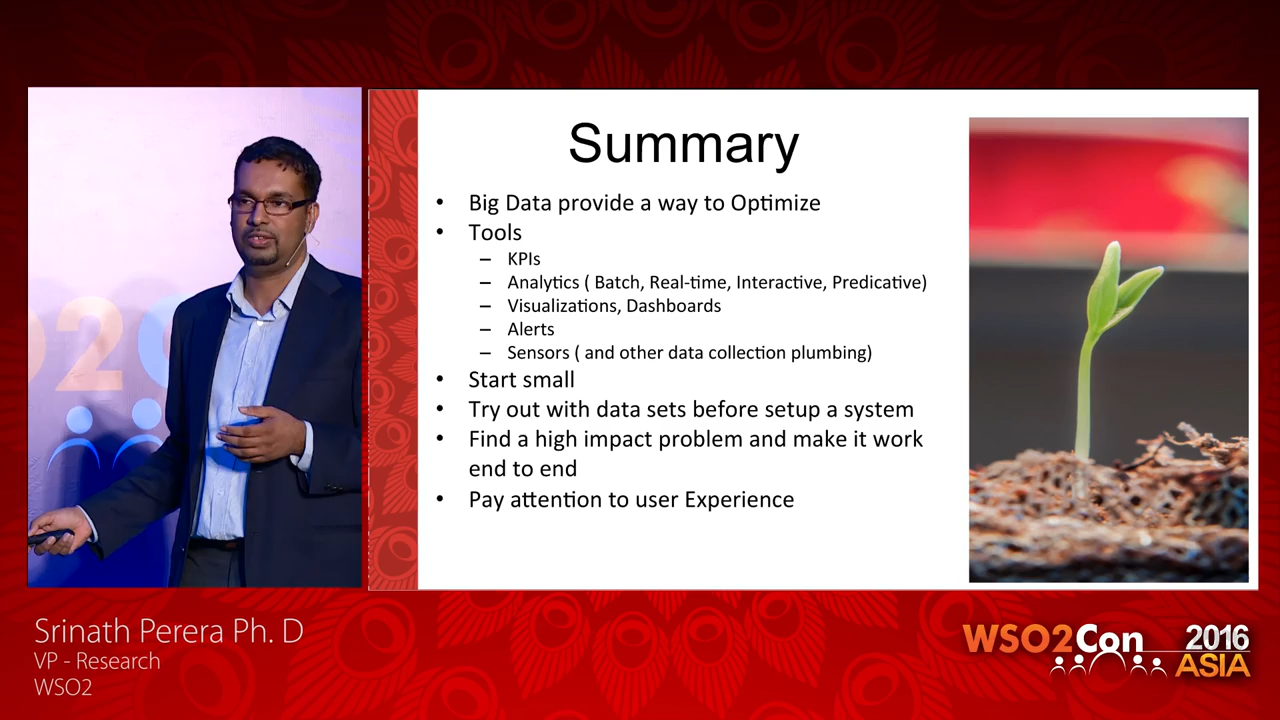 Summary
• Big Data provide a way to Optimize
• Tools
– KPIs
– Analytics ( Batch, Real-time, Interactive, Predicative)
– Visualizations, Dashboards
– Alerts
– Sensors ( and other data collection plumbing)
• Start small
• Try out with data sets before setup a system
• Find a high impact problem and make it work
end to end
• Pay attention to user Experience
O2C
Srinath Perera Ph. D
VP - Research
WSO2
WSO2Con 2016
ASIA